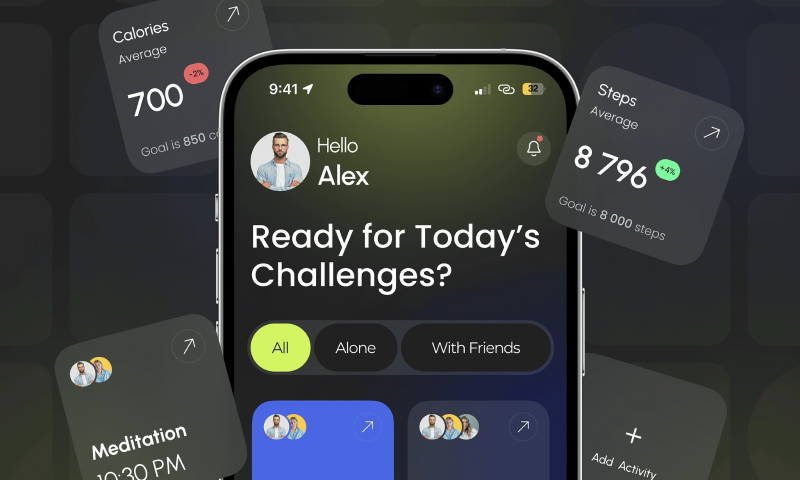 Calories
Average
700
-2%
Goal is 850
9:41
32
Hello
Alex
Ready for Today's
Challenges?
All
Alone
With Friends
Steps
Average
8 796
+4%
Goal is 8 000 steps
Meditation
10:30 PM
+
Add Activity